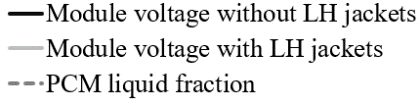 Module voltage without LH jackets
Module voltage with LH jackets
PCM liquid fraction